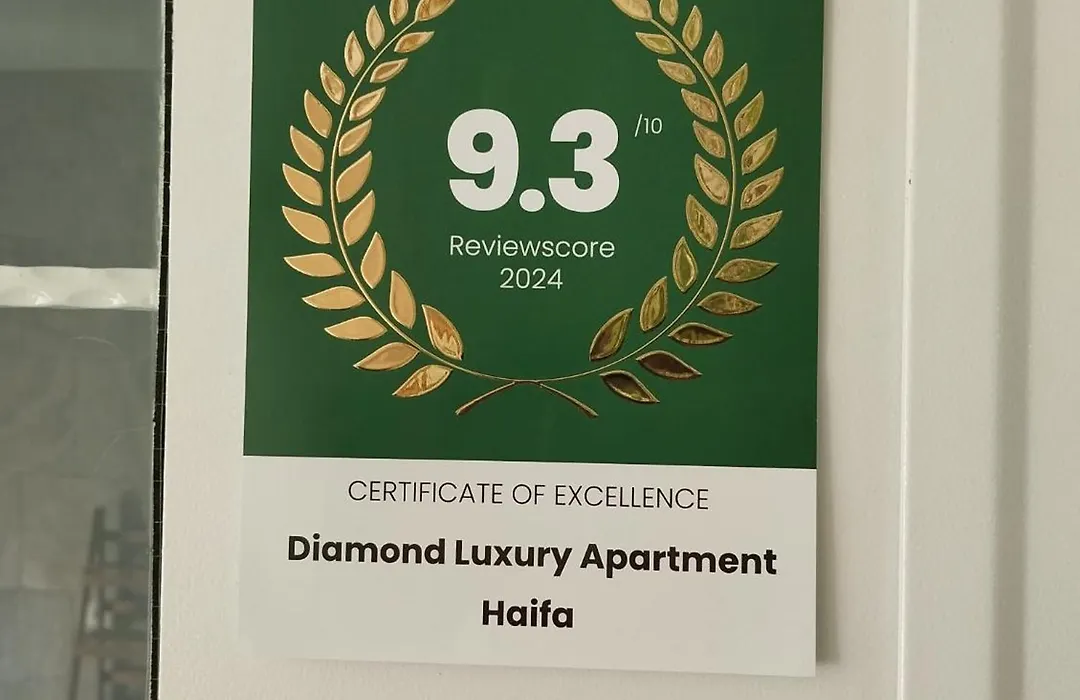 9.3 /10
Reviewscore
2024
CERTIFICATE OF EXCELLENCE
Diamond Luxury Apartment
Haifa